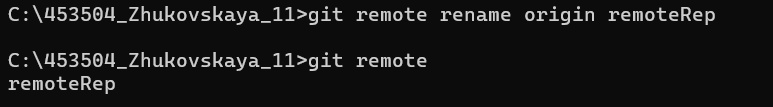 C:\453504_Zhukovskaya_11>git remote rename origin remoteRep
C:\453504_Zhukovskaya_11>git remote
remoteRep